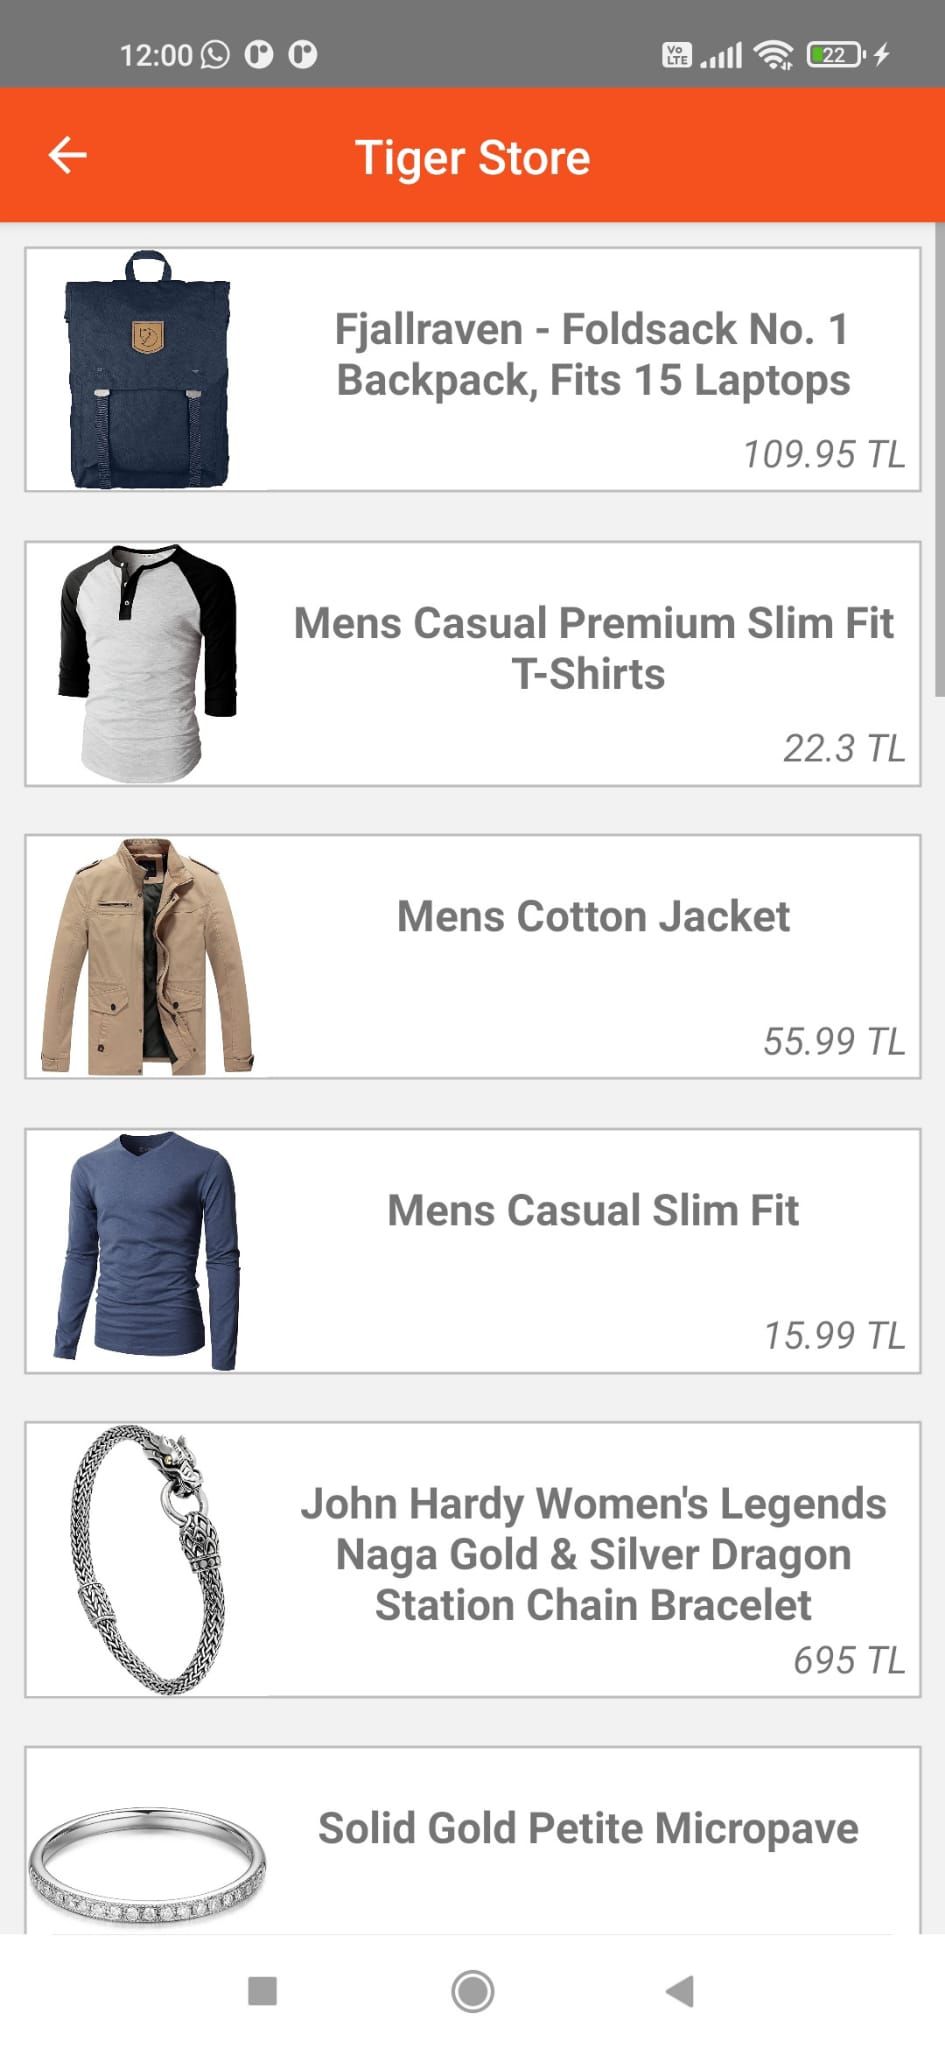 12:00
Vo LTE
22
Tiger Store
Fjallraven - Foldsack No. 1
Backpack, Fits 15 Laptops
109.95 TL
Mens Casual Premium Slim Fit
T-Shirts
22.3 TL
Mens Cotton Jacket
55.99 TL
Mens Casual Slim Fit
15.99 TL
John Hardy Women's Legends
Naga Gold & Silver Dragon
Station Chain Bracelet
695 TL
Solid Gold Petite Micropave